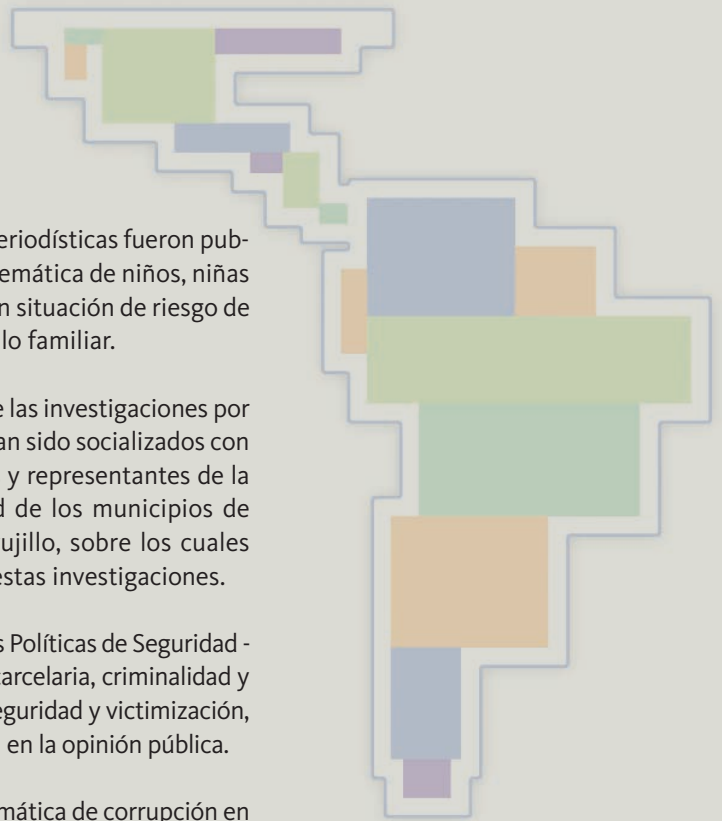 eriodísticas fueron pub-
emática de niños, niñas
n situación de riesgo de
lo familiar.
e las investigaciones por
an sido socializados con
y representantes de la
d de los municipios de
ujillo, sobre los cuales
estas investigaciones.
s Políticas de Seguridad -
carcelaria, criminalidad y
eguridad y victimización,
en la opinión pública.
mática de corrupción en